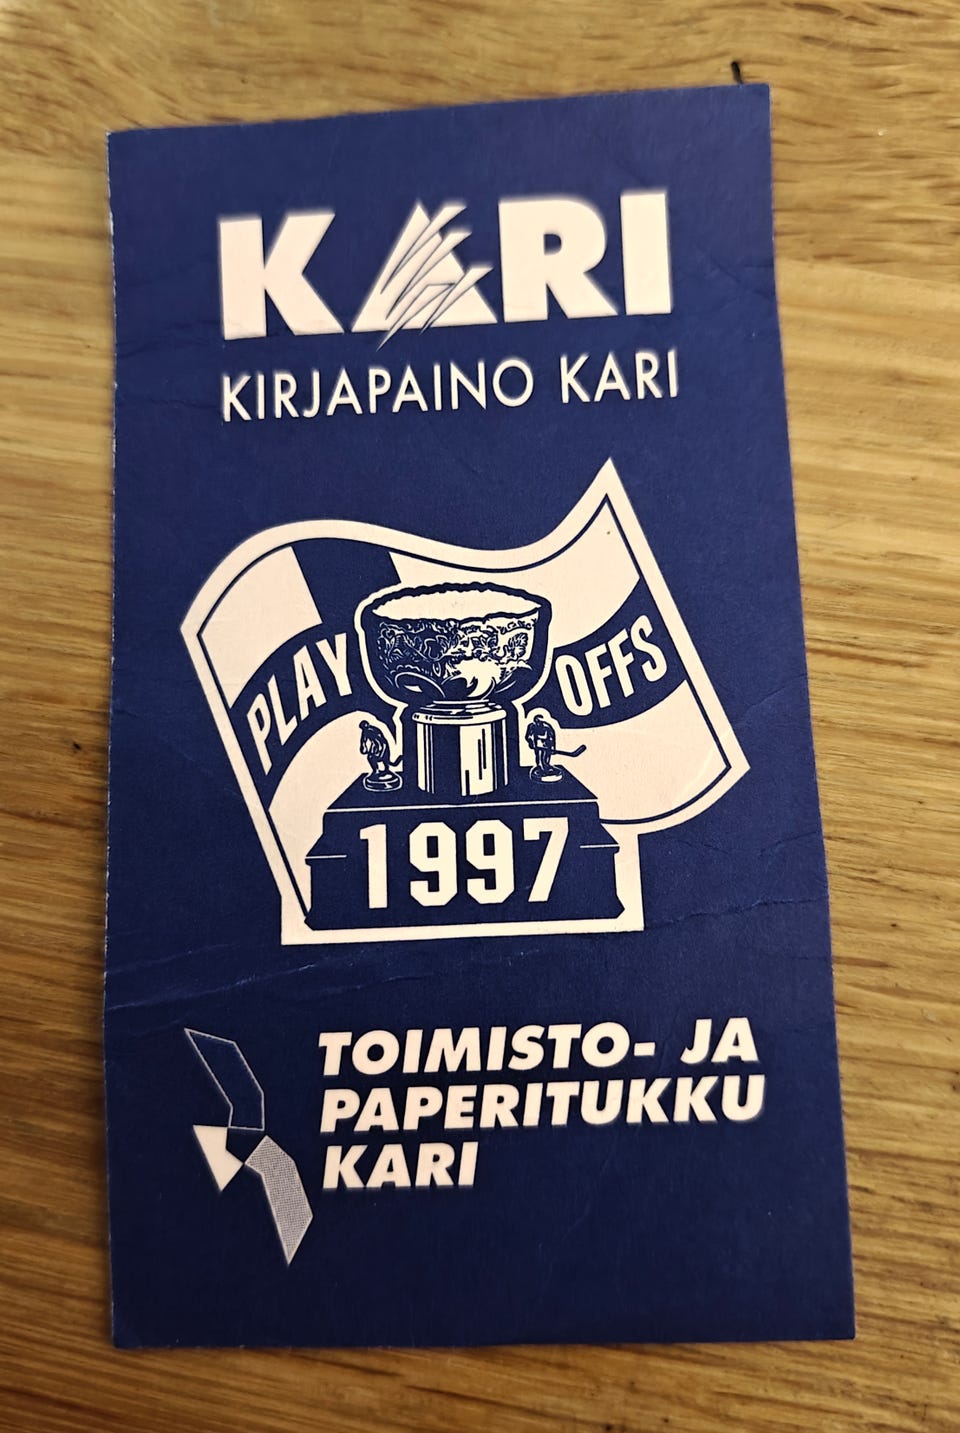 KARI
KIRJAPAINO KARI
PLAY OFFS
1997
TOIMISTO- JA
PAPERITUKKU
KARI